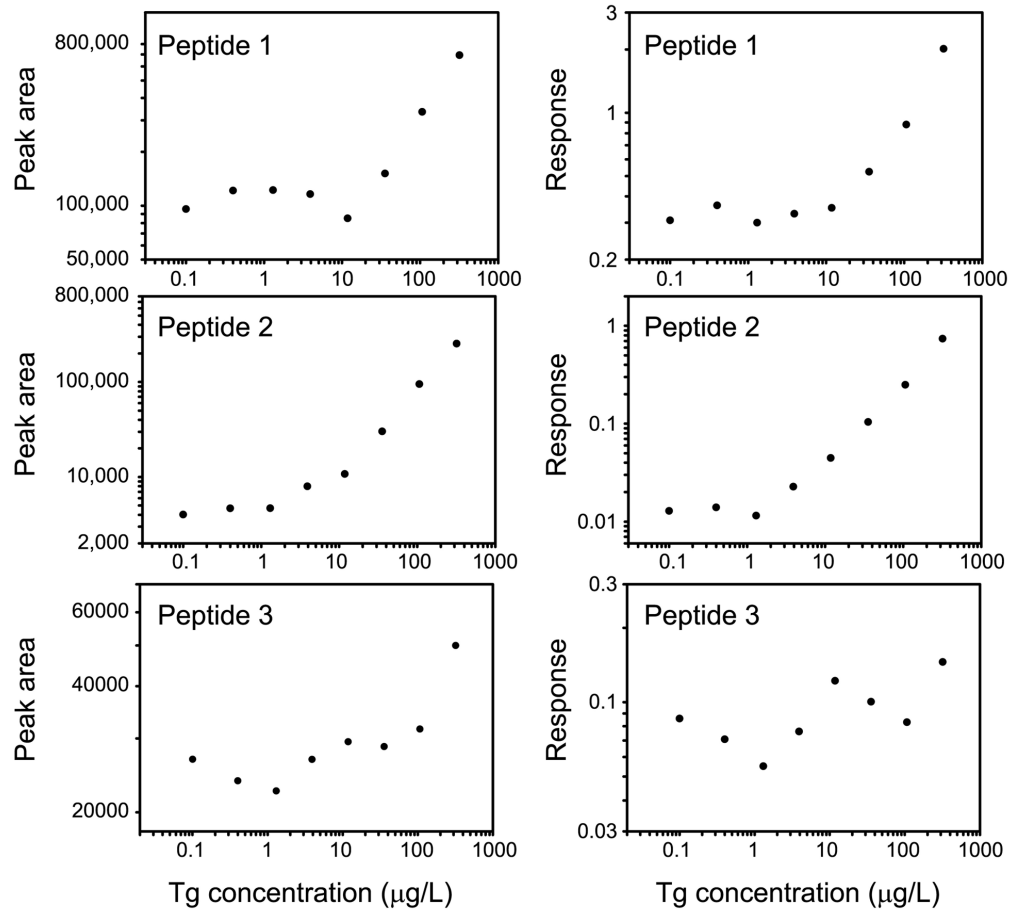 Peptide 1
Peak area
800,000
100,000
50,000
0.1 1 10 100 1000
Peptide 1
Response
3
1
0.2
0.1 1 10 100 1000
Peptide 2
Peak area
800,000
100,000
10,000
2,000
0.1 1 10 100 1000
Peptide 2
Response
1
0.1
0.01
0.1 1 10 100 1000
Peptide 3
Peak area
60000
40000
20000
0.1 1 10 100 1000
Tg concentration (μg/L)
Peptide 3
Response
0.3
0.1
0.03
0.1 1 10 100 1000
Tg concentration (μg/L)